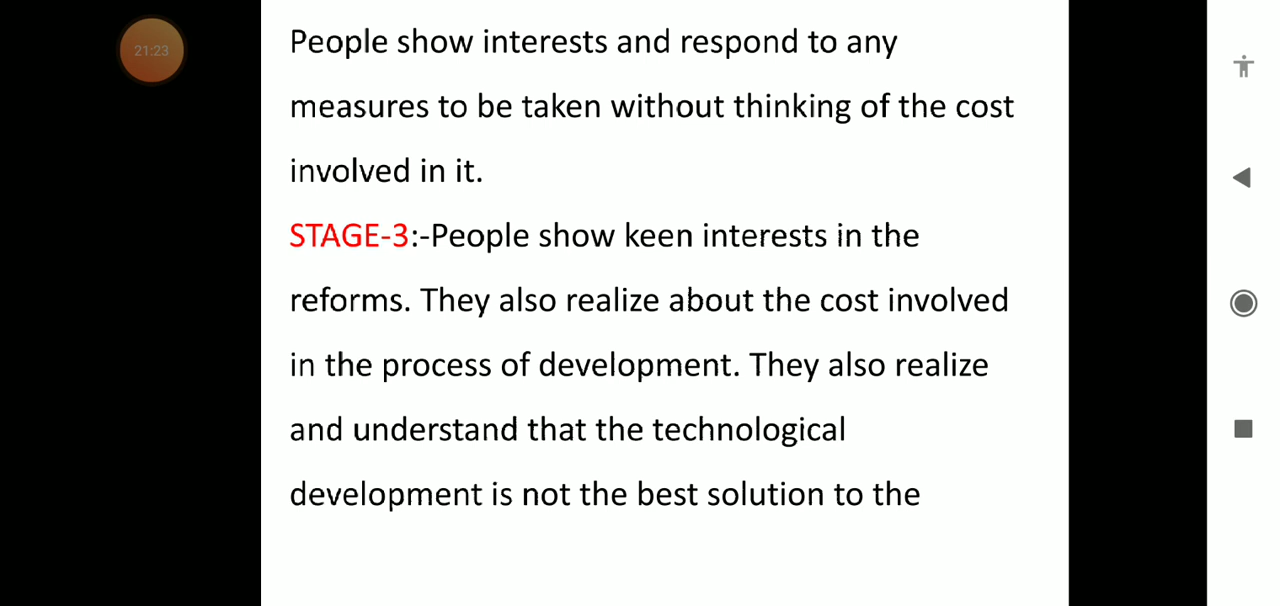 21:23
People show interests and respond to any
measures to be taken without thinking of the cost
involved in it.
STAGE-3:-People show keen interests in the
reforms. They also realize about the cost involved
in the process of development. They also realize
and understand that the technological
development is not the best solution to the